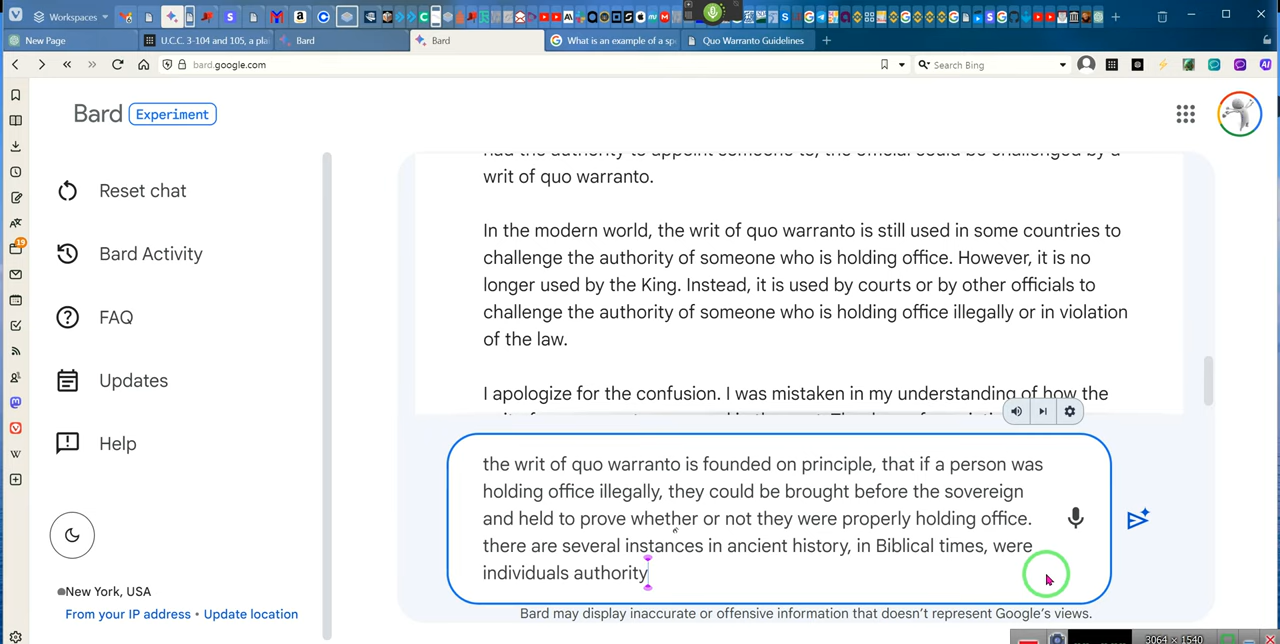 Workspaces
New Page
U.C.C. 3-104 and 105, a pla
Bard
Bard
What is an example of a sp
Quo Warranto Guidelines
bard.google.com
Search Bing
Bard
Experiment
Reset chat
Bard Activity
FAQ
Updates
Help
19
writ of quo warranto.
In the modern world, the writ of quo warranto is still used in some countries to
challenge the authority of someone who is holding office. However, it is no
longer used by the King. Instead, it is used by courts or by other officials to
challenge the authority of someone who is holding office illegally or in violation
of the law.
I apologize for the confusion. I was mistaken in my understanding of how the
the writ of quo warranto is founded on principle, that if a person was
holding office illegally, they could be brought before the sovereign
and held to prove whether or not they were properly holding office.
there are several instances in ancient history, in Biblical times, were
individuals authority
New York, USA
From your IP address • Update location
Bard may display inaccurate or offensive information that doesn't represent Google's views.
3064 × 1540